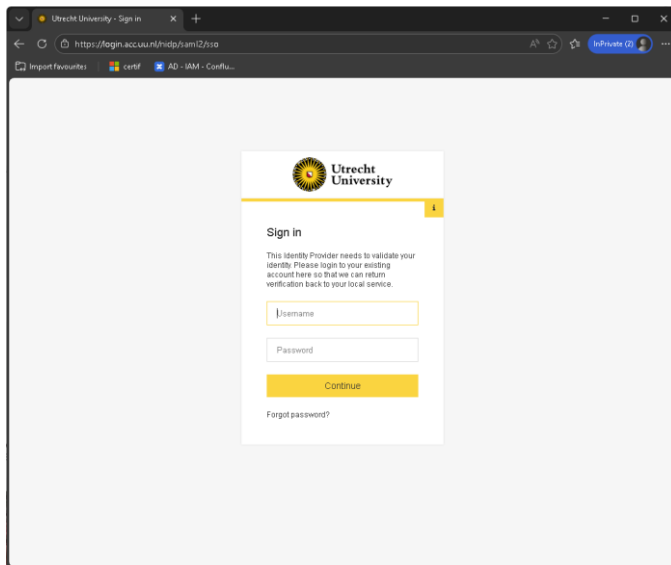 Utrecht University - Sign in
https://login.acc.uu.nl/nidp/saml2/sso
InPrivate (2)
Import favourites
certif
AD - IAM - Conflu...
Utrecht
University
i
Sign in
This Identity Provider needs to validate your
identity. Please login to your existing
account here so that we can return
verification back to your local service.
Username
Password
Continue
Forgot password?